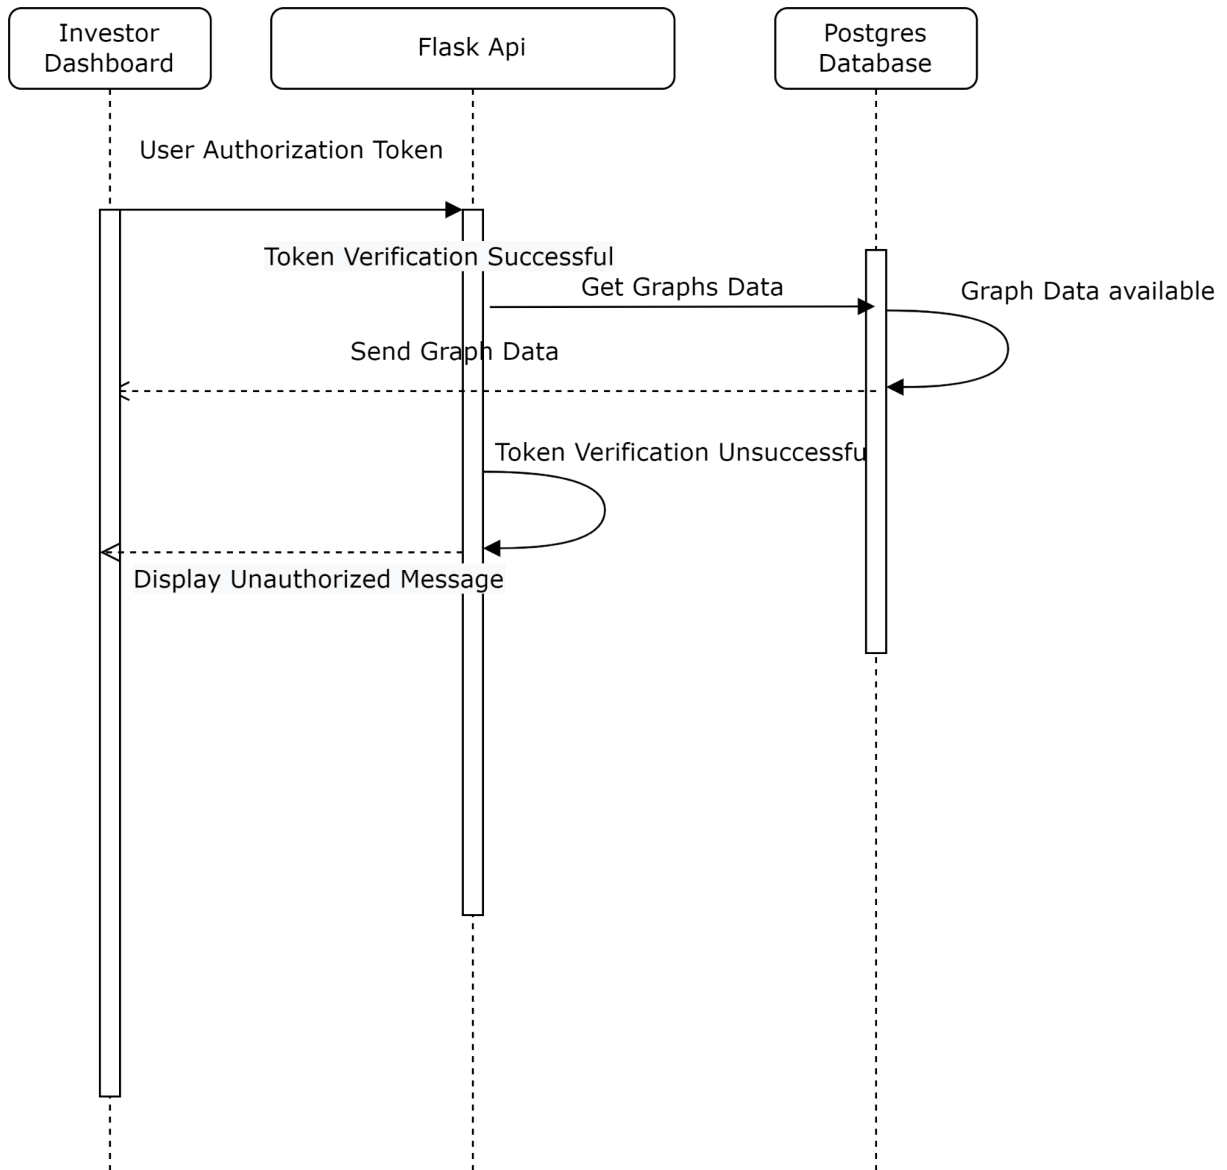 Investor
Dashboard
Flask Api
Postgres
Database
User Authorization Token
Token Verification Successful
Get Graphs Data
Graph Data available
Send Graph Data
Token Verification Unsuccessfu
Display Unauthorized Message